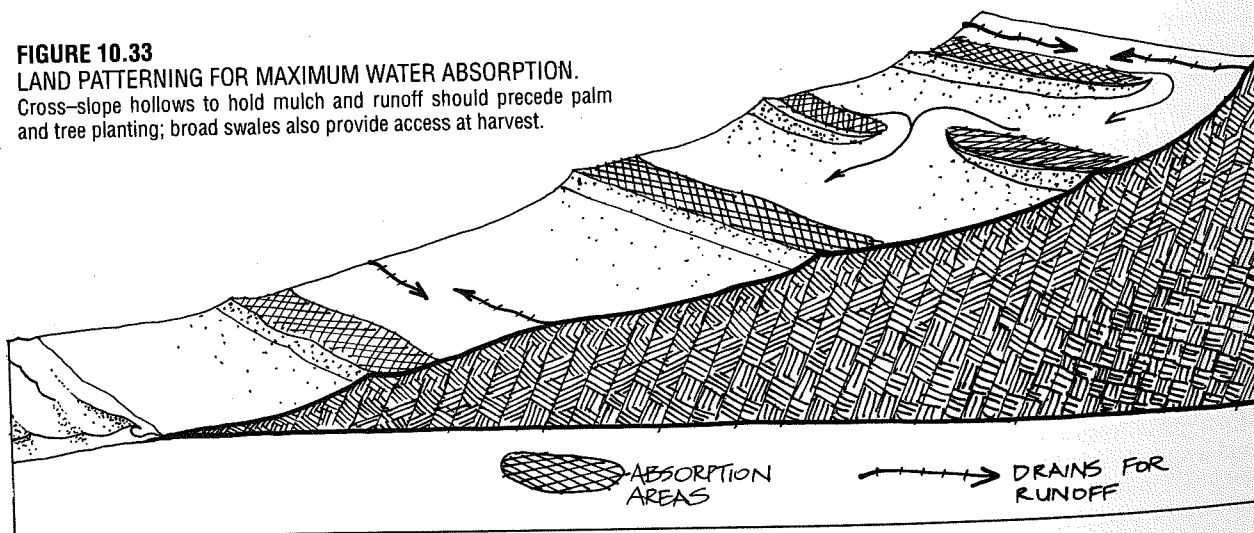 FIGURE 10.33
LAND PATTERNING FOR MAXIMUM WATER ABSORPTION.
Cross–slope hollows to hold mulch and runoff should precede palm
and tree planting; broad swales also provide access at harvest.
ABSORPTION
AREAS
DRAINS FOR
RUNOFF